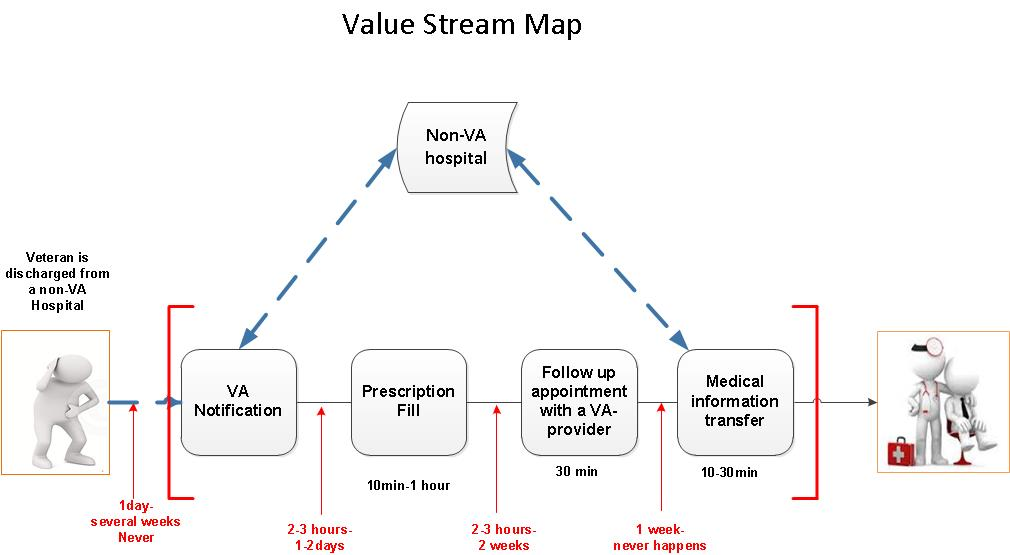 Value Stream Map
Non-VA
hospital
Veteran is
discharged from
a non-VA
Hospital
VA
Notification
Prescription
Fill
Follow up
appointment
with a VA-
provider
Medical
information
transfer
10min-1 hour
30 min
10-30min
1day-
several weeks
Never
2-3 hours-
1-2days
2-3 hours-
2 weeks
1 week-
never happens